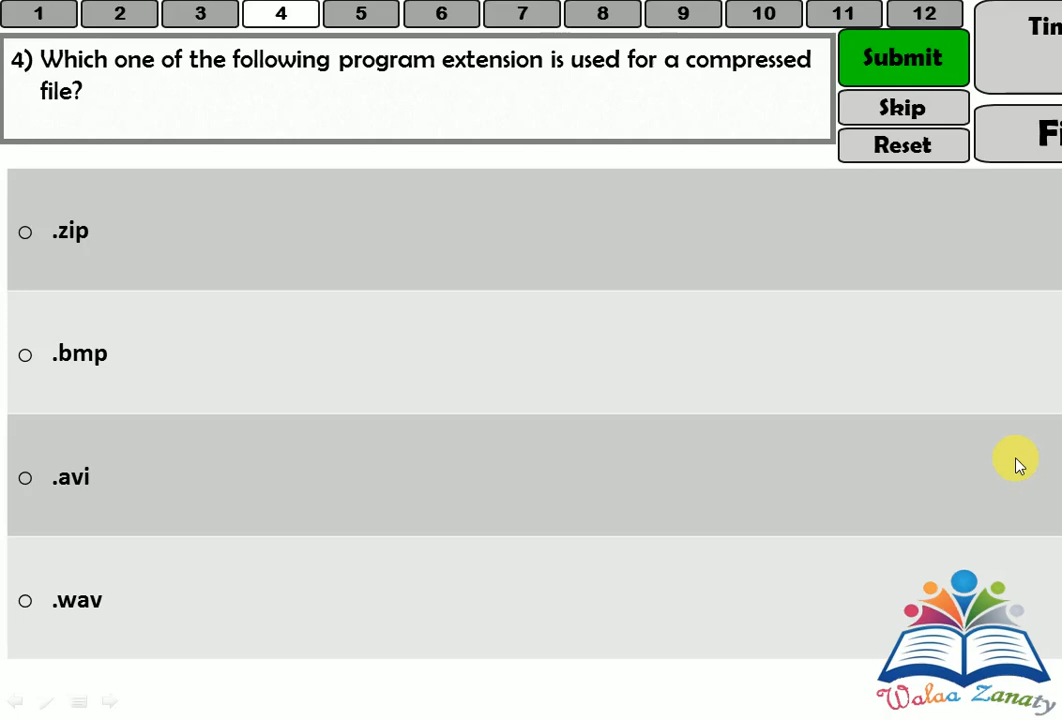 1 2 3 4 5 6 7 8 9 10 11 12
4) Which one of the following program extension is used for a compressed
file?
Submit
Skip
Reset
.zip
.bmp
.avi
.wav
Walaa Zanaty